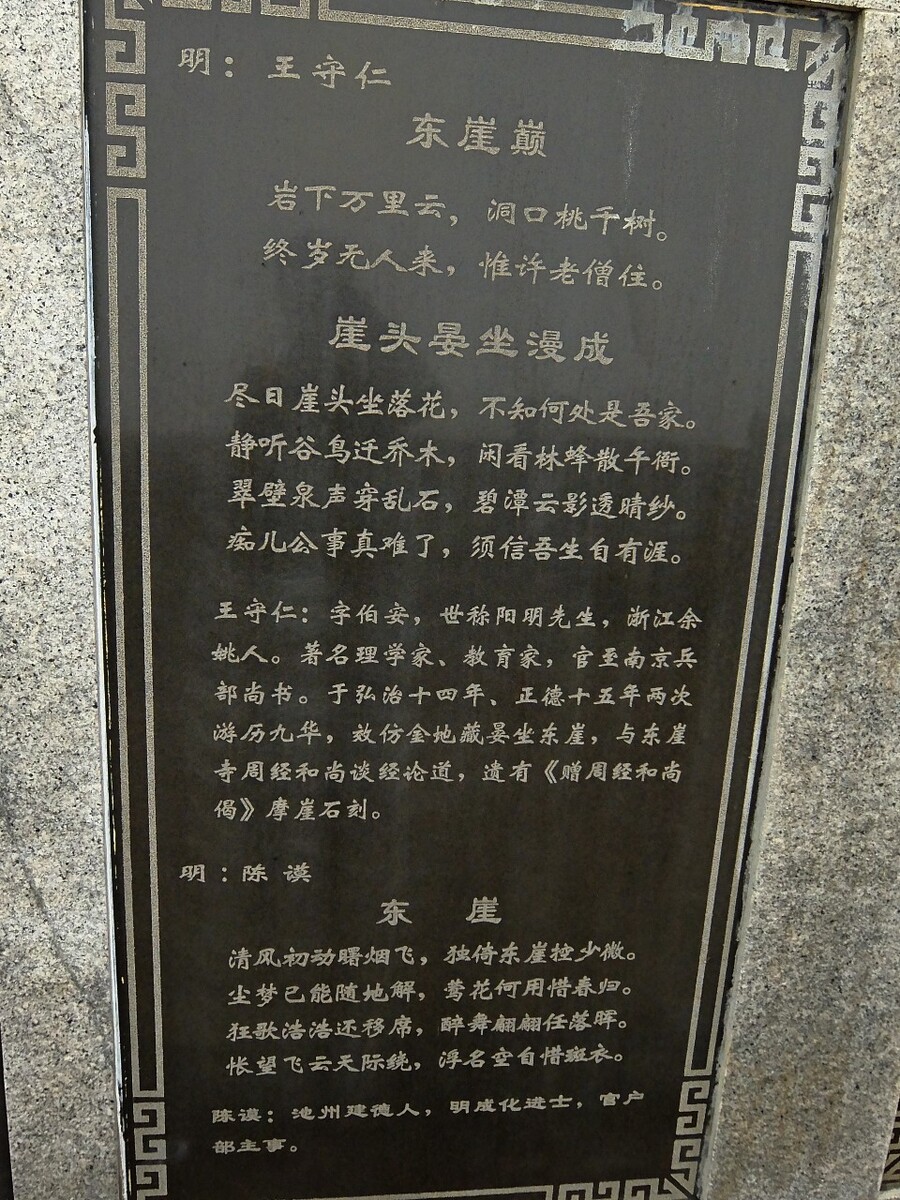 明：王守仁
东崖巅
岩下万里云，洞口桃千树。
终岁无人来，惟许老僧住。
崖头晏坐漫成
尽日崖头坐落花，不知何处是吾家。
静听谷鸟迁乔木，闲看林蜂散午衙。
翠壁泉声穿乱石，碧潭云影透晴纱。
痴儿公事真难了，须信吾生自有涯。
王守仁：字伯安，世称阳明先生，浙江余
姚人。著名理学家、教育家，官至南京兵
部尚书。于弘治十四年、正德十五年两次
游历九华，效仿金地藏晏坐东崖，与东崖
寺周经和尚谈经论道，遗有《赠周经和尚
偈》摩崖石刻。
明：陈谟
东崖
清风初动曙烟飞，独倚东崖控少微。
尘梦已能随地解，莺花何用惜春归。
狂歌浩浩还移席，醉舞翩翩任落晖。
怅望飞云天际绕，浮名空自惜斑衣。
陈谟：池州建德人，明成化进士，官户
部主事。